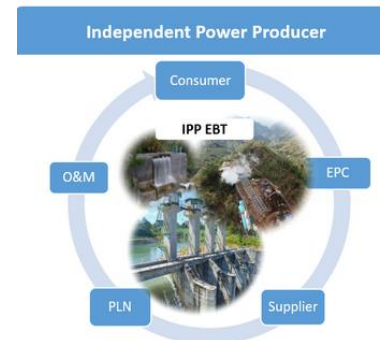 Independent Power Producer
Consumer
IPP EBT
O&M
EPC
PLN
Supplier